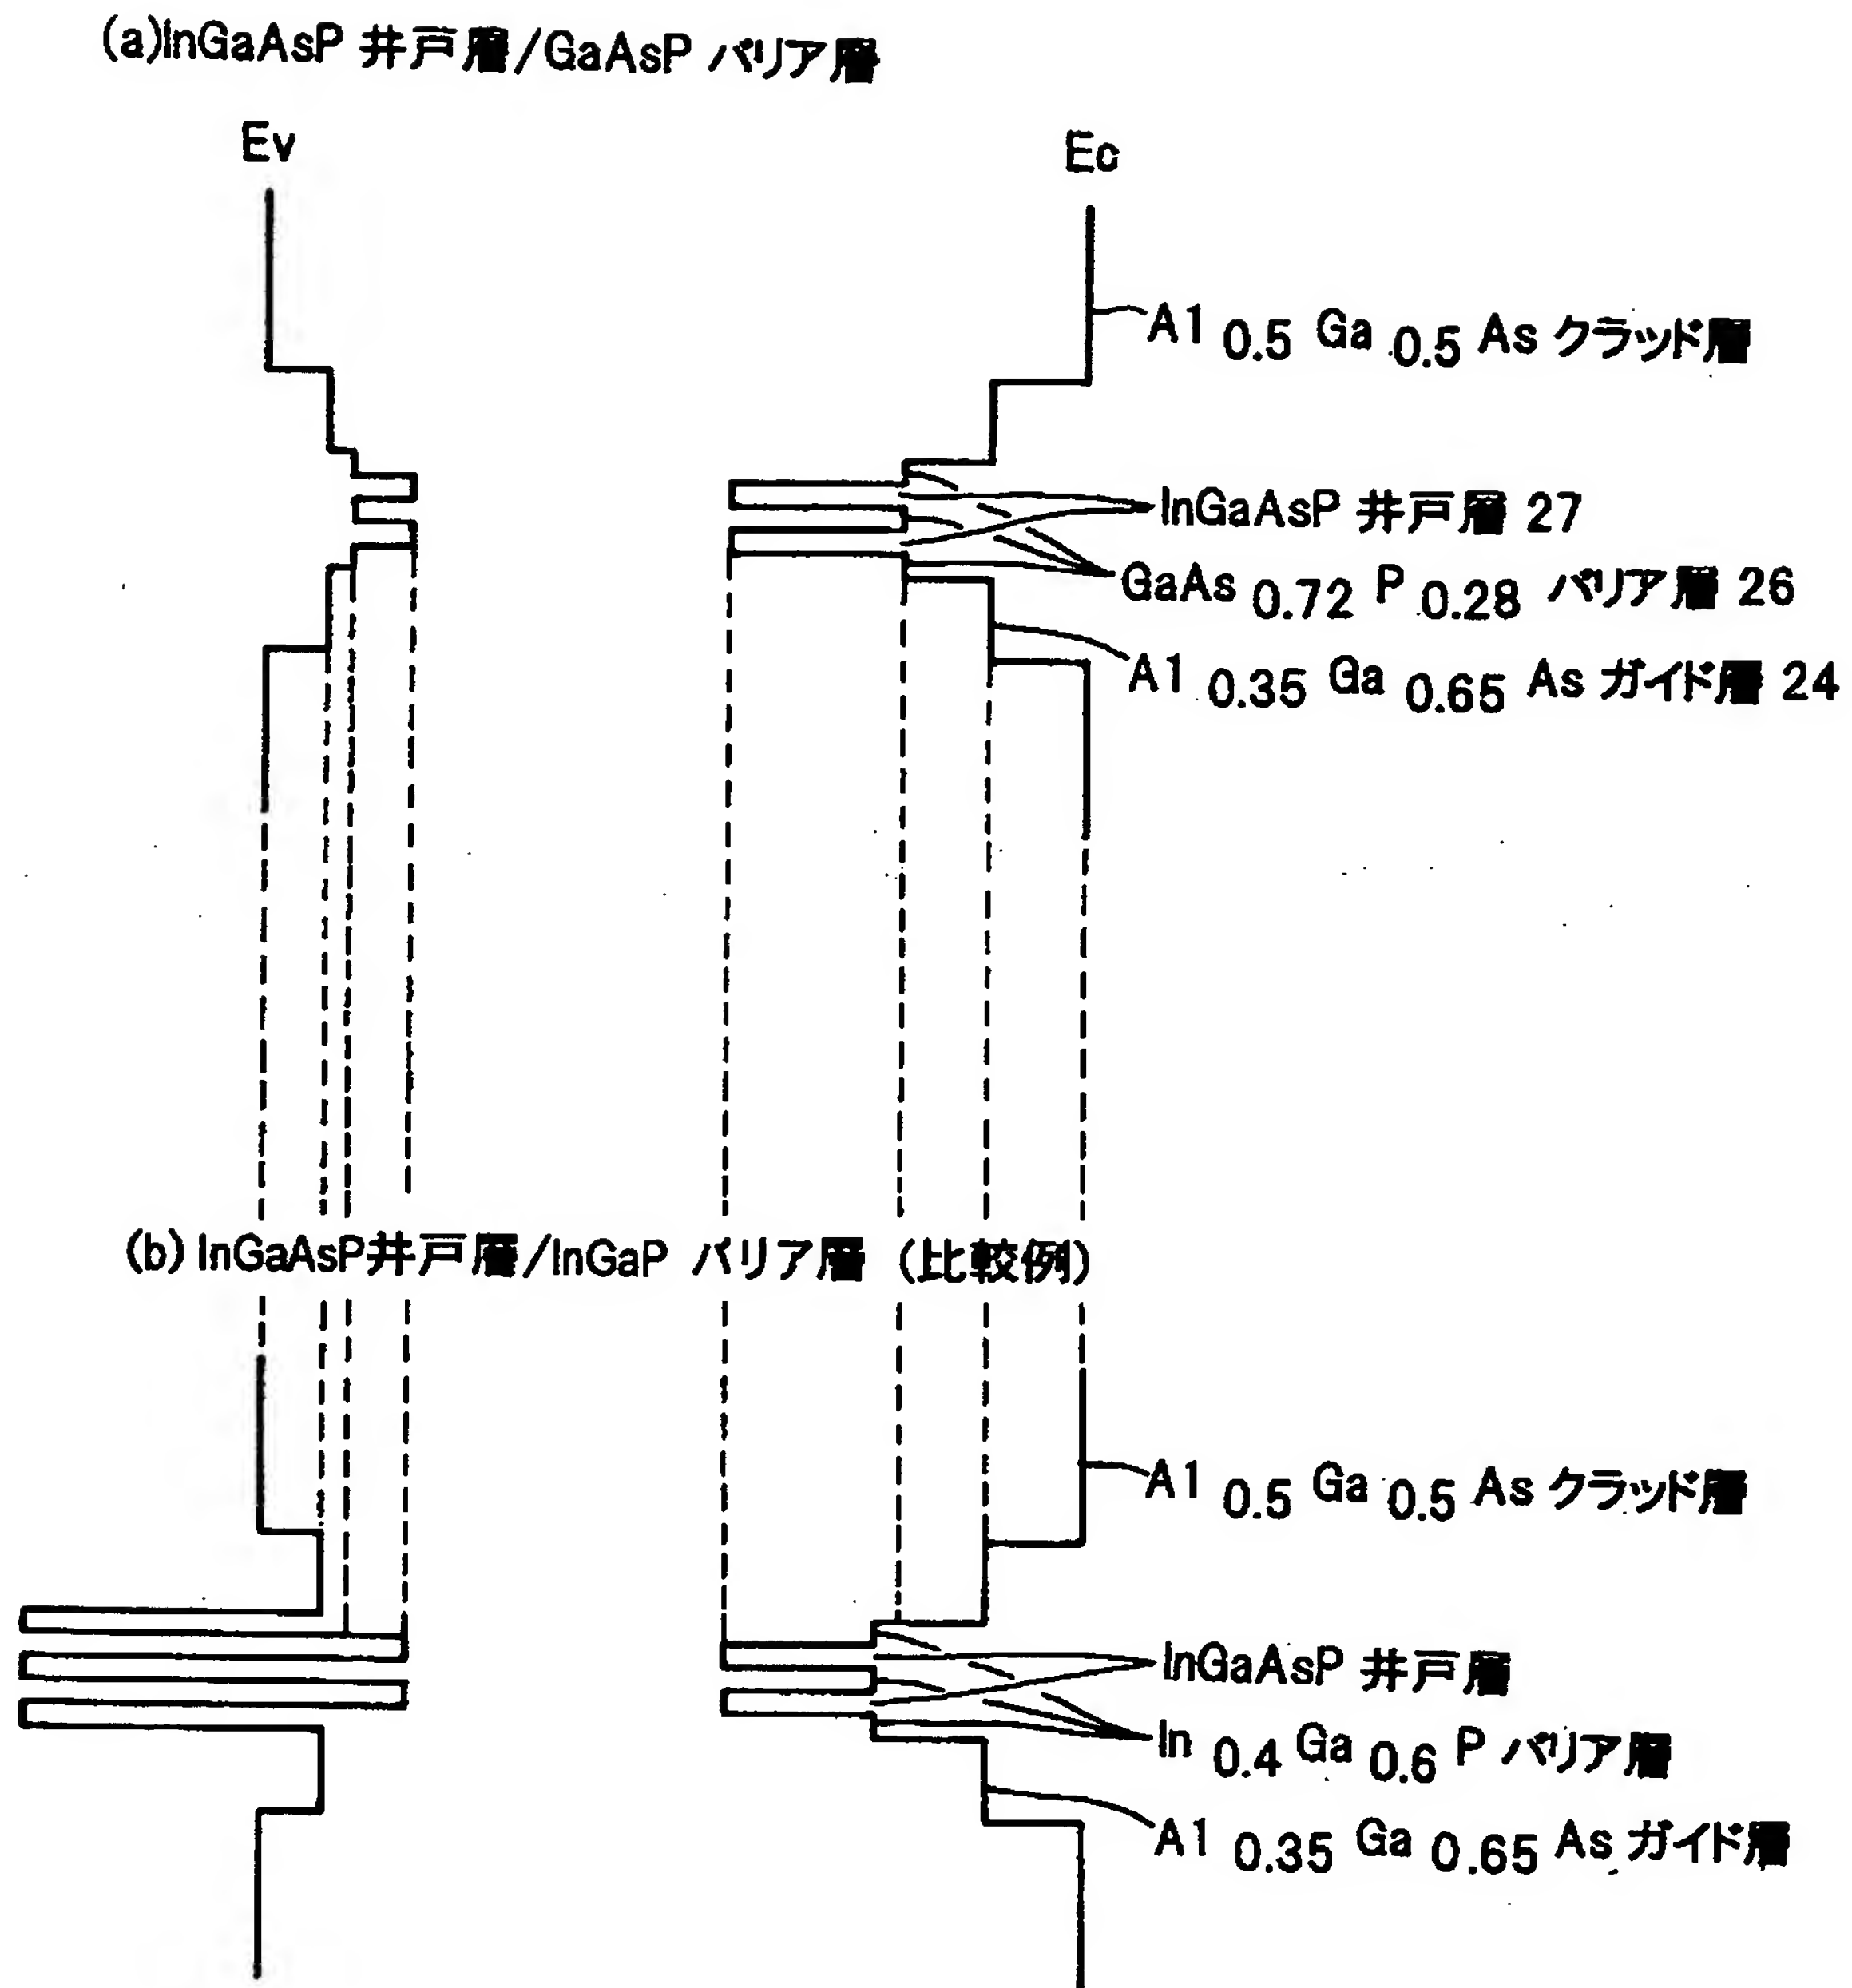 (a)InGaAsP 井戸層/GaAsP バリア層
Ev
Ec
A1 0.5 Ga 0.5 As クラッド層
InGaAsP 井戸層 27
GaAs 0.72 P 0.28 バリア層 26
A1 0.35 Ga 0.65 As ガイド層 24
(b) InGaAsP井戸層/InGaP バリア層 (比較例)
A1 0.5 Ga 0.5 As クラッド層
InGaAsP 井戸層
In 0.4 Ga 0.6 P バリア層
A1 0.35 Ga 0.65 As ガイド層